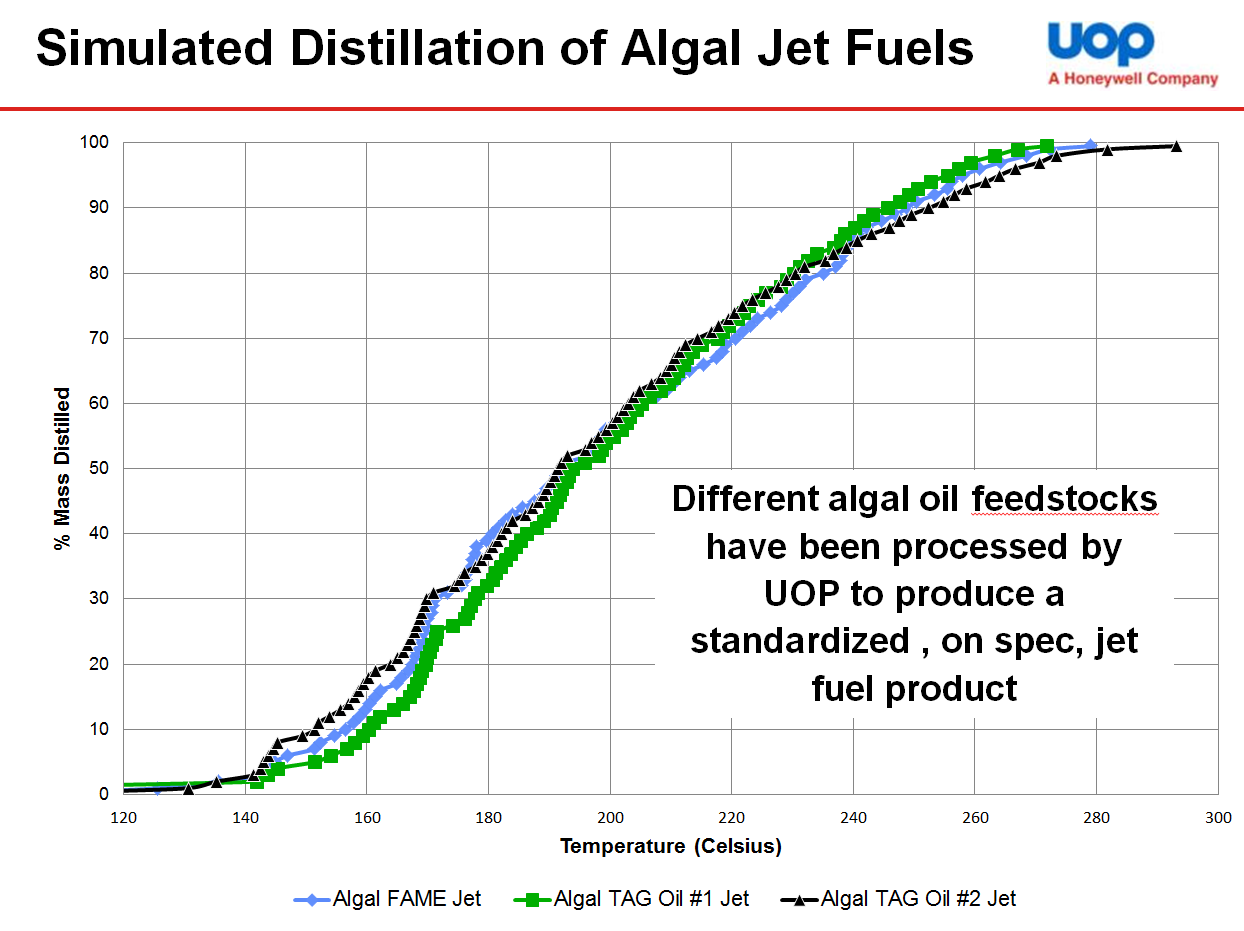 Simulated Distillation of Algal Jet Fuels
uop
A Honeywell Company
100
90
80
70
60
50
40
30
20
10
0
% Mass Distilled
Different algal oil feedstocks
have been processed by
UOP to produce a
standardized , on spec, jet
fuel product
120 140 160 180 200 220 240 260 280 300
Temperature (Celsius)
Algal FAME Jet Algal TAG Oil #1 Jet Algal TAG Oil #2 Jet